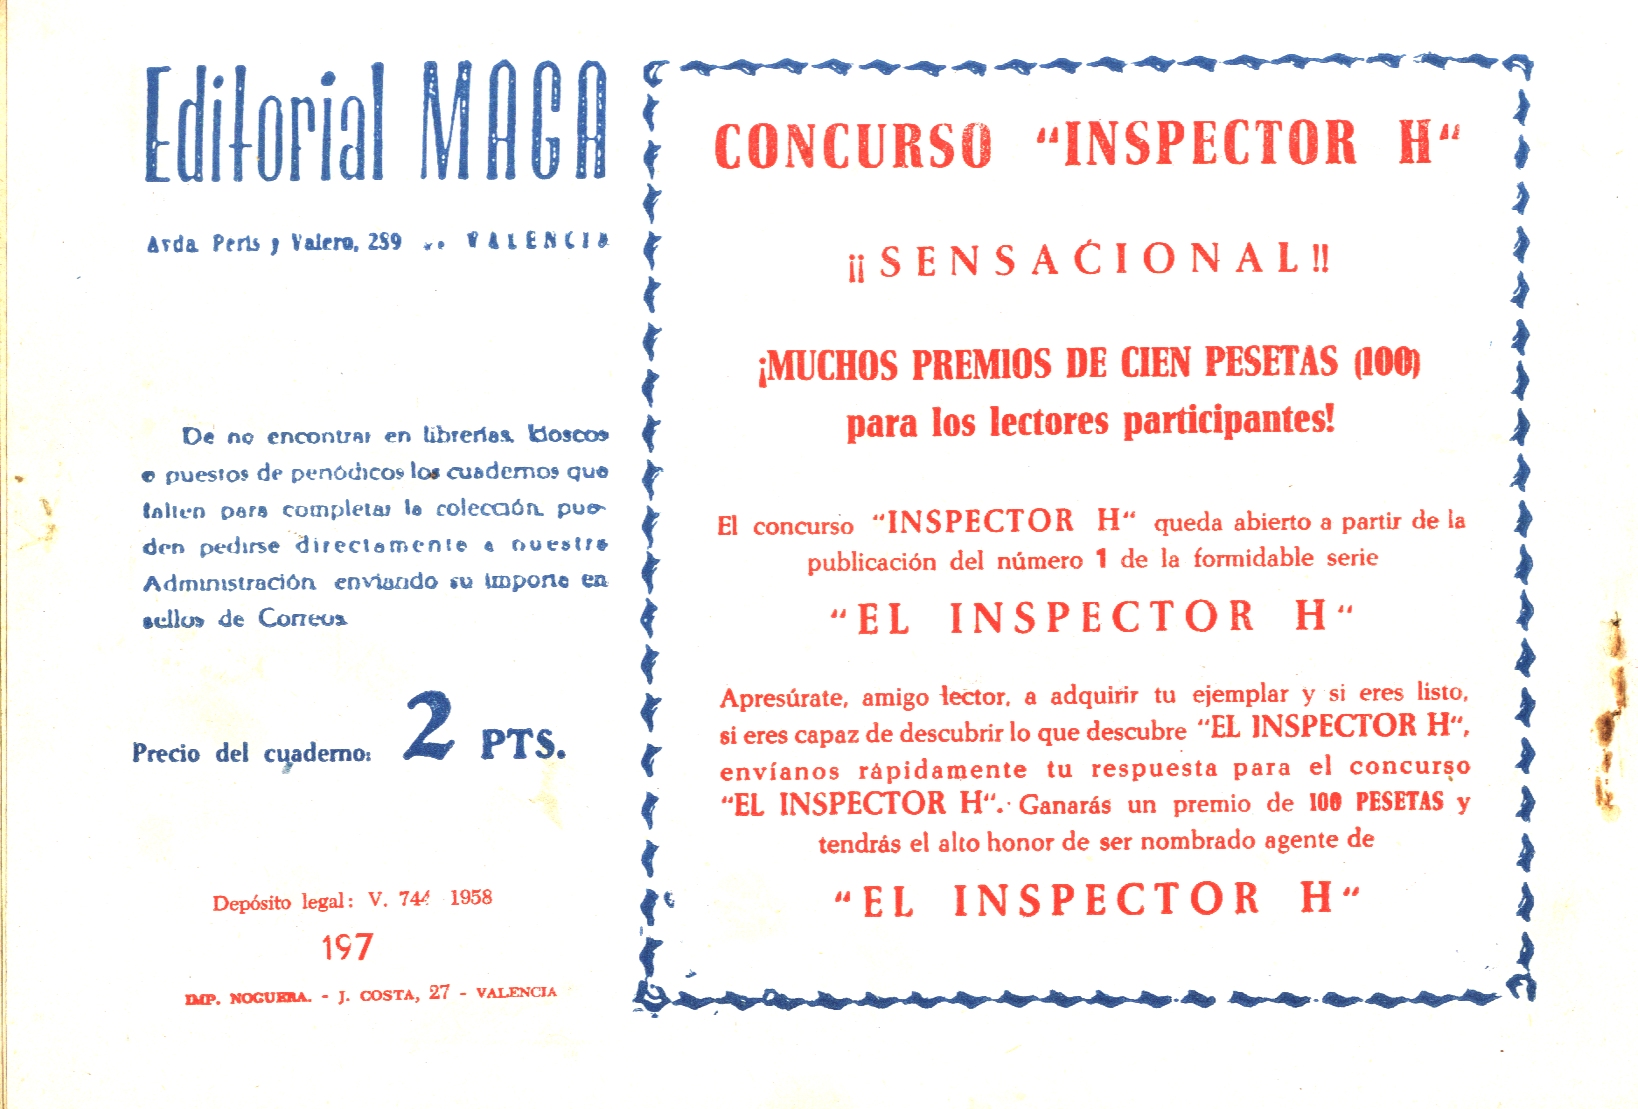 Editorial MAGA
Avda. Peris y Valero, 289 -- VALENCIA
De no encontrar en librerías, kioscos
o puestos de periódicos los cuadernos que
falten para completar la colección, pue-
den pedirse directamente a nuestra
Administración enviando su importe en
sellos de Correos
Precio del cuaderno: 2 PTS.
Depósito legal: V. 744 1958
197
IMP. NOGUERA. - J. COSTA, 27 - VALENCIA
CONCURSO "INSPECTOR H"
¡¡SENSACIONAL!!
¡MUCHOS PREMIOS DE CIEN PESETAS (100)
para los lectores participantes!
El concurso "INSPECTOR H" queda abierto a partir de la
publicación del número 1 de la formidable serie
"EL INSPECTOR H"
Apresúrate, amigo lector, a adquirir tu ejemplar y si eres listo,
si eres capaz de descubrir lo que descubre "EL INSPECTOR H",
envíanos rápidamente tu respuesta para el concurso
"EL INSPECTOR H". Ganarás un premio de 100 PESETAS y
tendrás el alto honor de ser nombrado agente de
"EL INSPECTOR H"